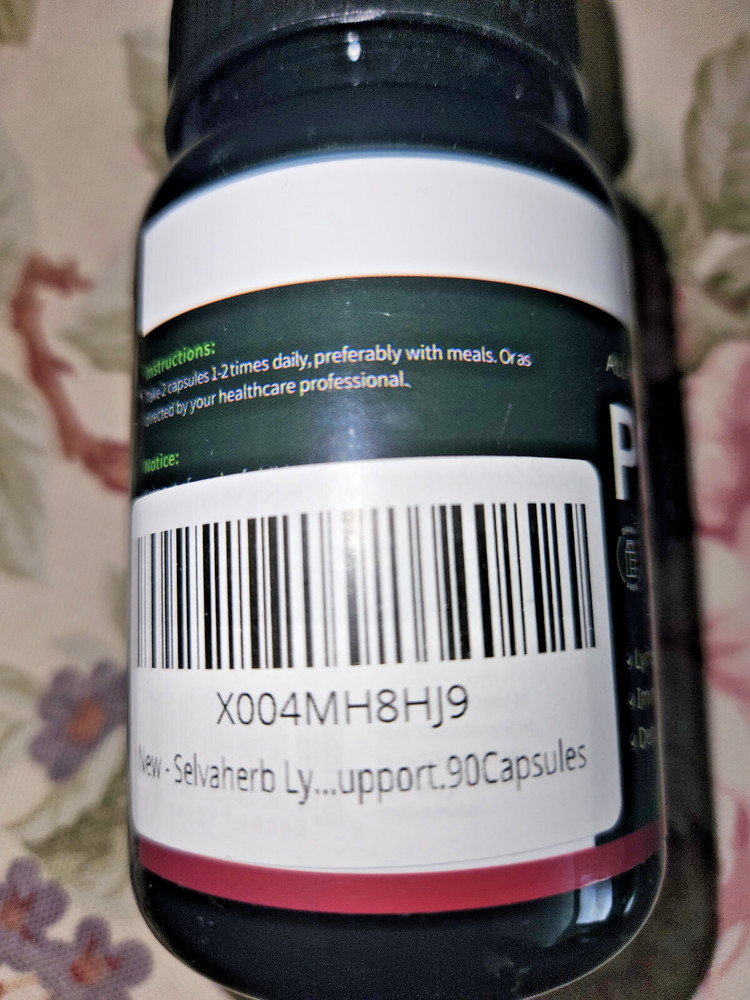 Instructions:
Take 2 capsules 1-2 times daily, preferably with meals. Or as
directed by your healthcare professional.
Notice:
X004MH8HJ9
New - Selvaherb Ly...upport.90Capsules
P